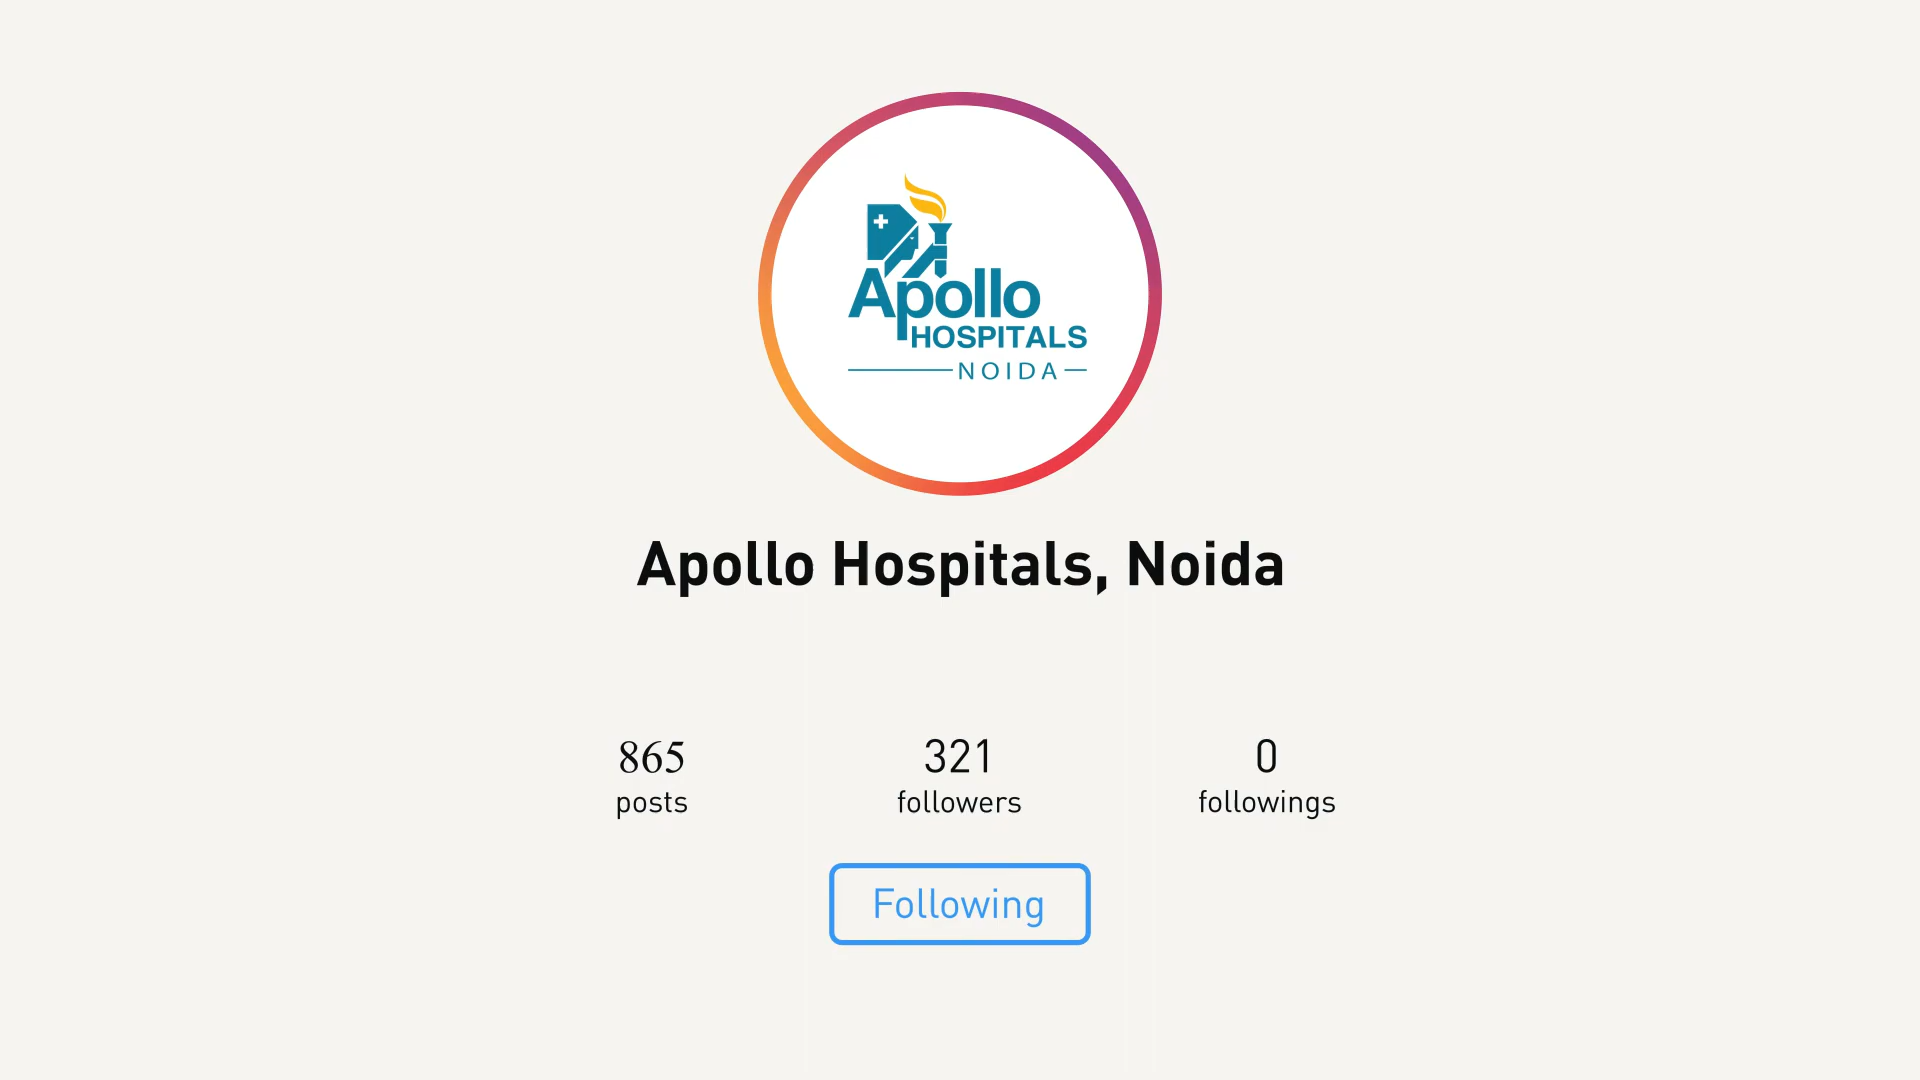 Apollo
HOSPITALS
NOIDA
Apollo Hospitals, Noida
865
posts
321
followers
0
followings
Following